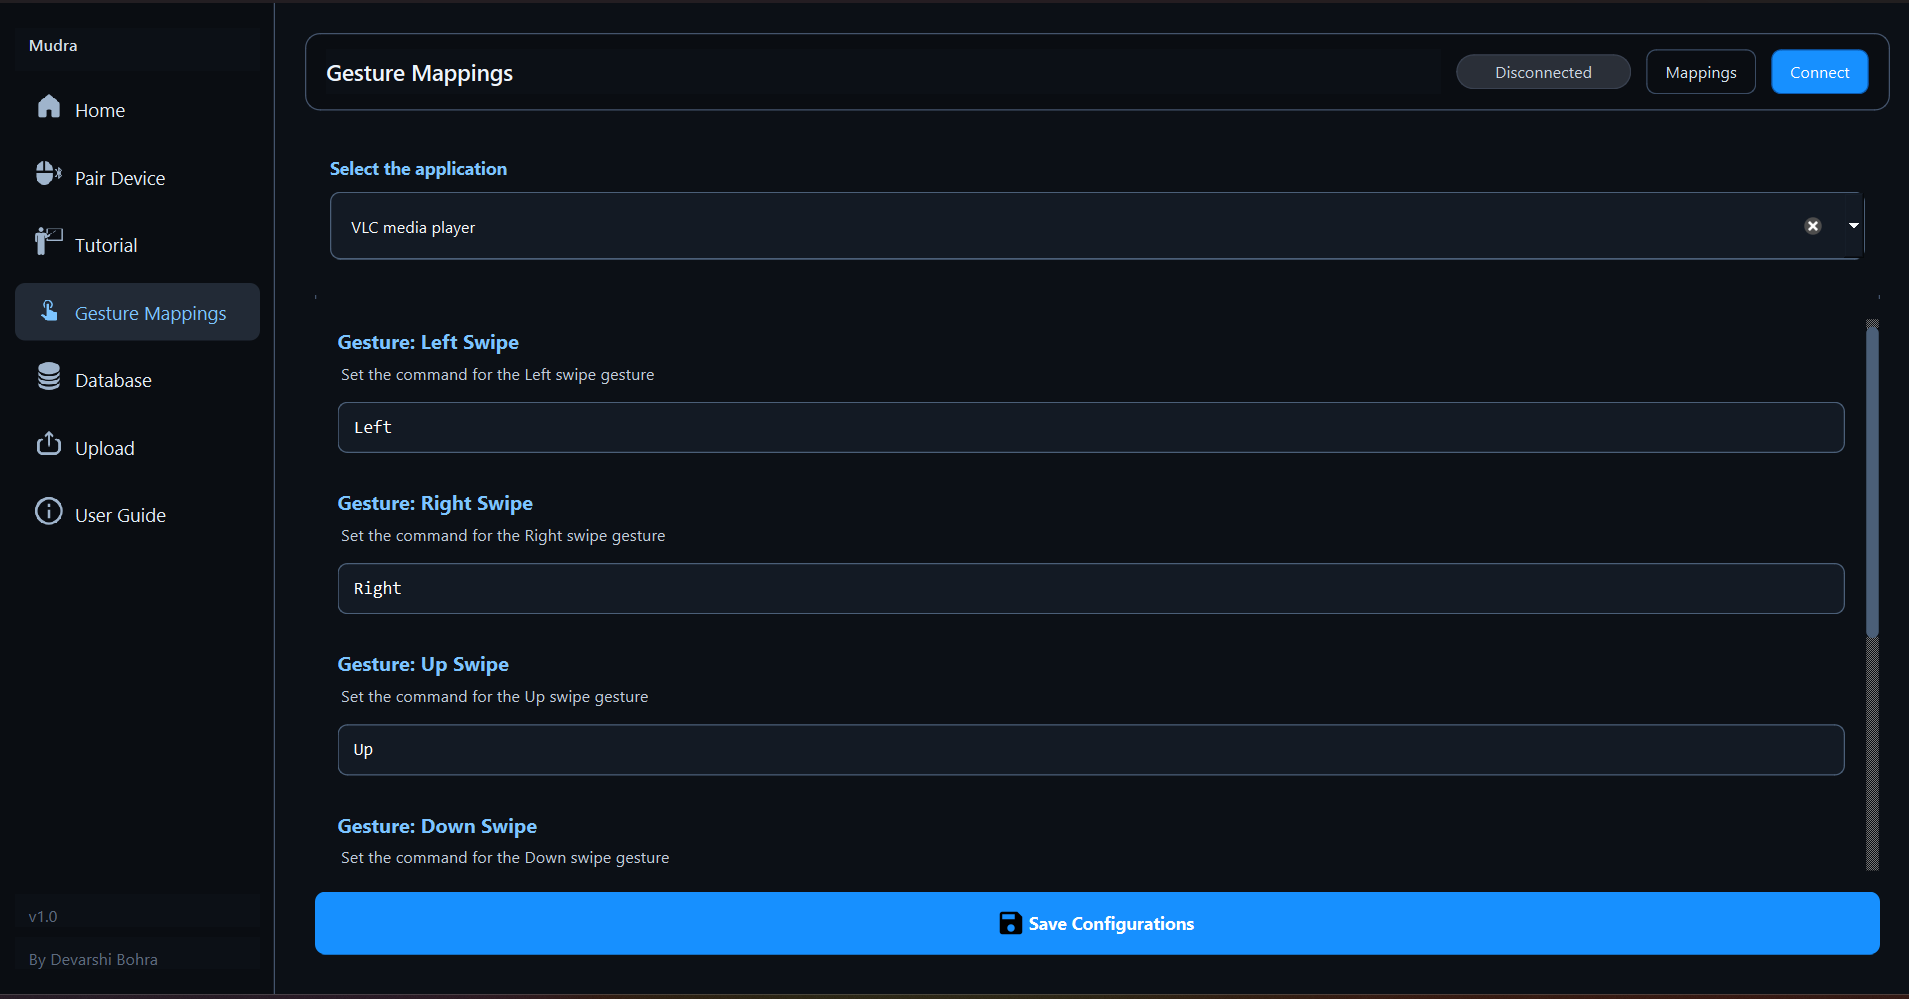 Mudra
Home
Pair Device
Tutorial
Gesture Mappings
Database
Upload
User Guide
v1.0
By Devarshi Bohra
Gesture Mappings
Disconnected
Mappings
Connect
Select the application
VLC media player
Gesture: Left Swipe
Set the command for the Left swipe gesture
Left
Gesture: Right Swipe
Set the command for the Right swipe gesture
Right
Gesture: Up Swipe
Set the command for the Up swipe gesture
Up
Gesture: Down Swipe
Set the command for the Down swipe gesture
Save Configurations